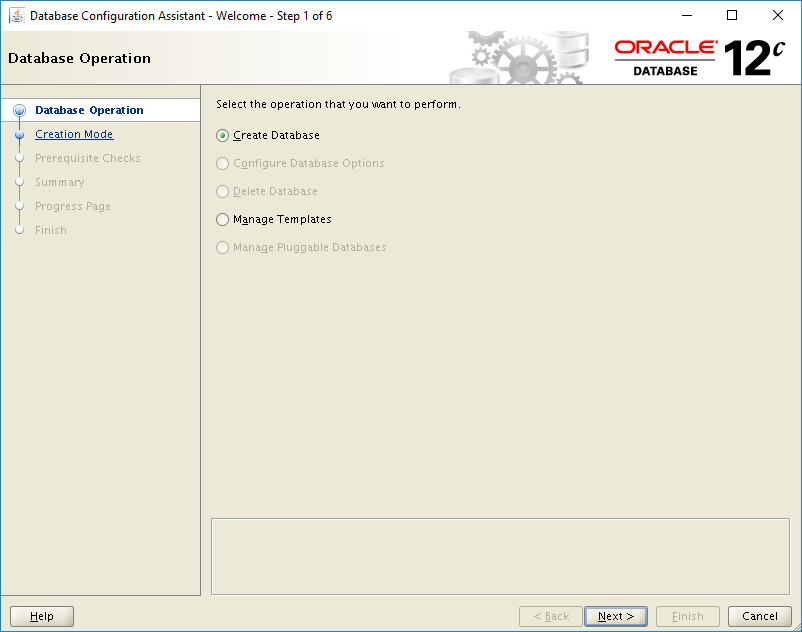 Database Configuration Assistant - Welcome - Step 1 of 6
Database Operation
ORACLE®
DATABASE
12c
Database Operation
Creation Mode
Prerequisite Checks
Summary
Progress Page
Finish
Select the operation that you want to perform.
Create Database
Configure Database Options
Delete Database
Manage Templates
Manage Pluggable Databases
Help
< Back
Next >
Finish
Cancel